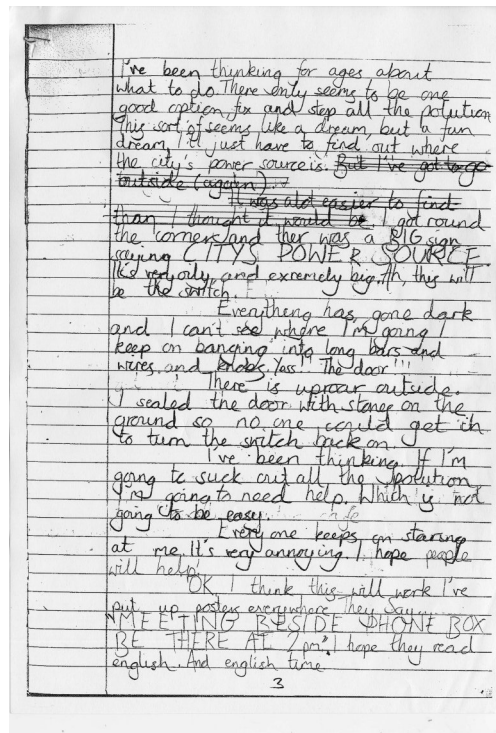 I've been thinking for ages about
what to do. There only seems to be one
good option fix and stop all the polution
This sort of seems like a dream, but a fun
dream, I'll just have to find out where
the city's power source is. But I've got to go
outside (again).
It was alot easier to find
than I thought it would be. I got round
the corner and ther was a BIG sign
saying CITYS POWER SOURCE
It's very oily and extremely big. Ah, this will
be the switch.
Everything has gone dark
and I can't see where I'm going I
keep on banging into long bars and
wires and knobs. Yass!! The door!!!
There is uproar outside.
I sealed the door with stones on the
ground so no one could get in
to turn the switch back on.
I've been thinking. If I'm
going to suck out all the polution,
I'm going to need help. Which is not
going to be easy.
Everyone keeps on staring
at me. It's very annoying. I hope people
will help!
OK I think this will work I've
put up posters everywhere. They say
"MEETING BESIDE PHONE BOX
BE THERE AT 2pm". I hope they read
english. And english time.
3